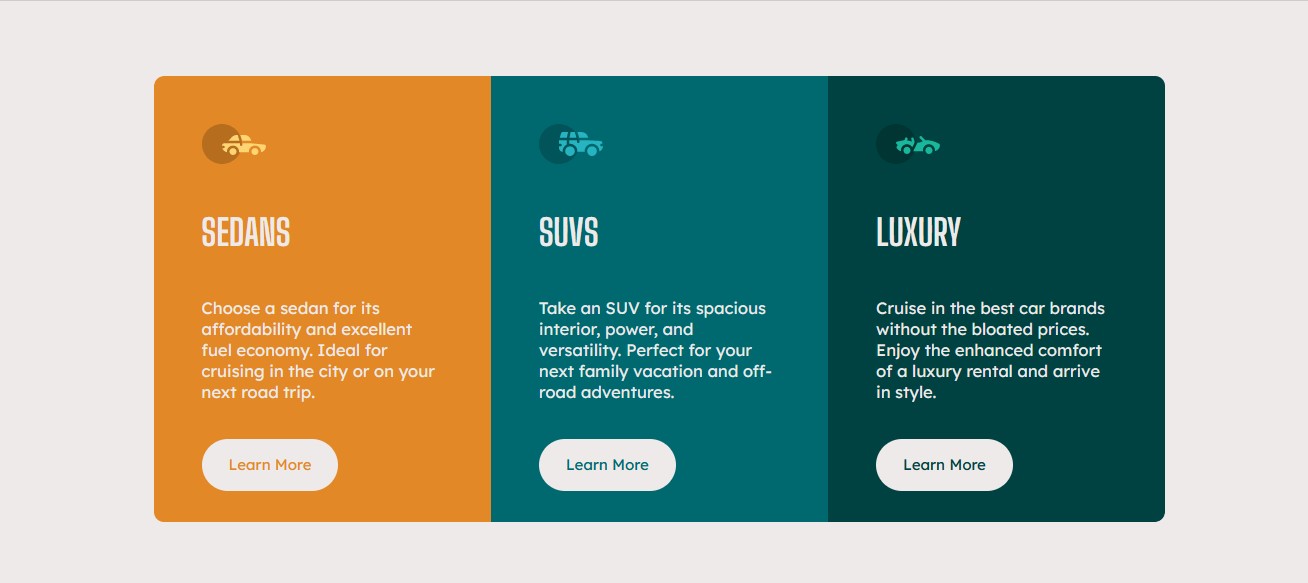 SEDANS
Choose a sedan for its
affordability and excellent
fuel economy. Ideal for
cruising in the city or on your
next road trip.
Learn More
SUVS
Take an SUV for its spacious
interior, power, and
versatility. Perfect for your
next family vacation and off-
road adventures.
Learn More
LUXURY
Cruise in the best car brands
without the bloated prices.
Enjoy the enhanced comfort
of a luxury rental and arrive
in style.
Learn More